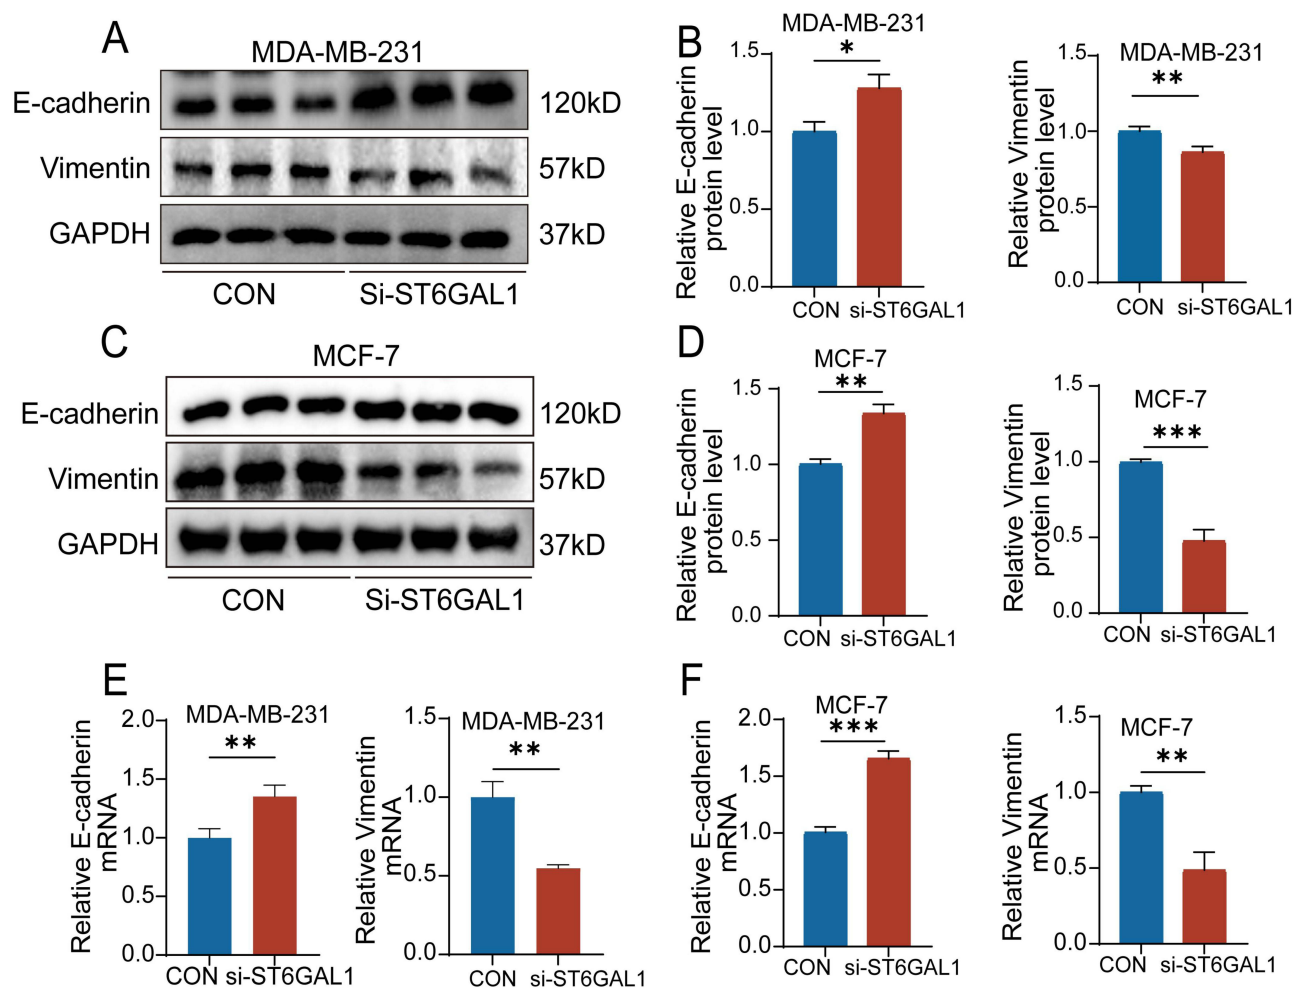 A
MDA-MB-231
E-cadherin
120kD
Vimentin
57kD
GAPDH
37kD
CON
Si-ST6GAL1
B
MDA-MB-231
*
Relative E-cadherin
protein level
1.5
1.0
0.5
0.0
CON
si-ST6GAL1
MDA-MB-231
**
Relative Vimentin
protein level
1.5
1.0
0.5
0.0
CON
si-ST6GAL1
C
MCF-7
E-cadherin
120kD
Vimentin
57kD
GAPDH
37kD
CON
Si-ST6GAL1
D
MCF-7
**
Relative E-cadherin
protein level
1.5
1.0
0.5
0.0
CON
si-ST6GAL1
MCF-7
***
Relative Vimentin
protein level
1.5
1.0
0.5
0.0
CON
si-ST6GAL1
E
MDA-MB-231
**
Relative E-cadherin
mRNA
2.0
1.5
1.0
0.5
0.0
CON
si-ST6GAL1
MDA-MB-231
**
Relative Vimentin
mRNA
1.5
1.0
0.5
0.0
CON
si-ST6GAL1
F
MCF-7
***
Relative E-cadherin
mRNA
2.0
1.5
1.0
0.5
0.0
CON
si-ST6GAL1
MCF-7
**
Relative Vimentin
mRNA
1.5
1.0
0.5
0.0
CON
si-ST6GAL1